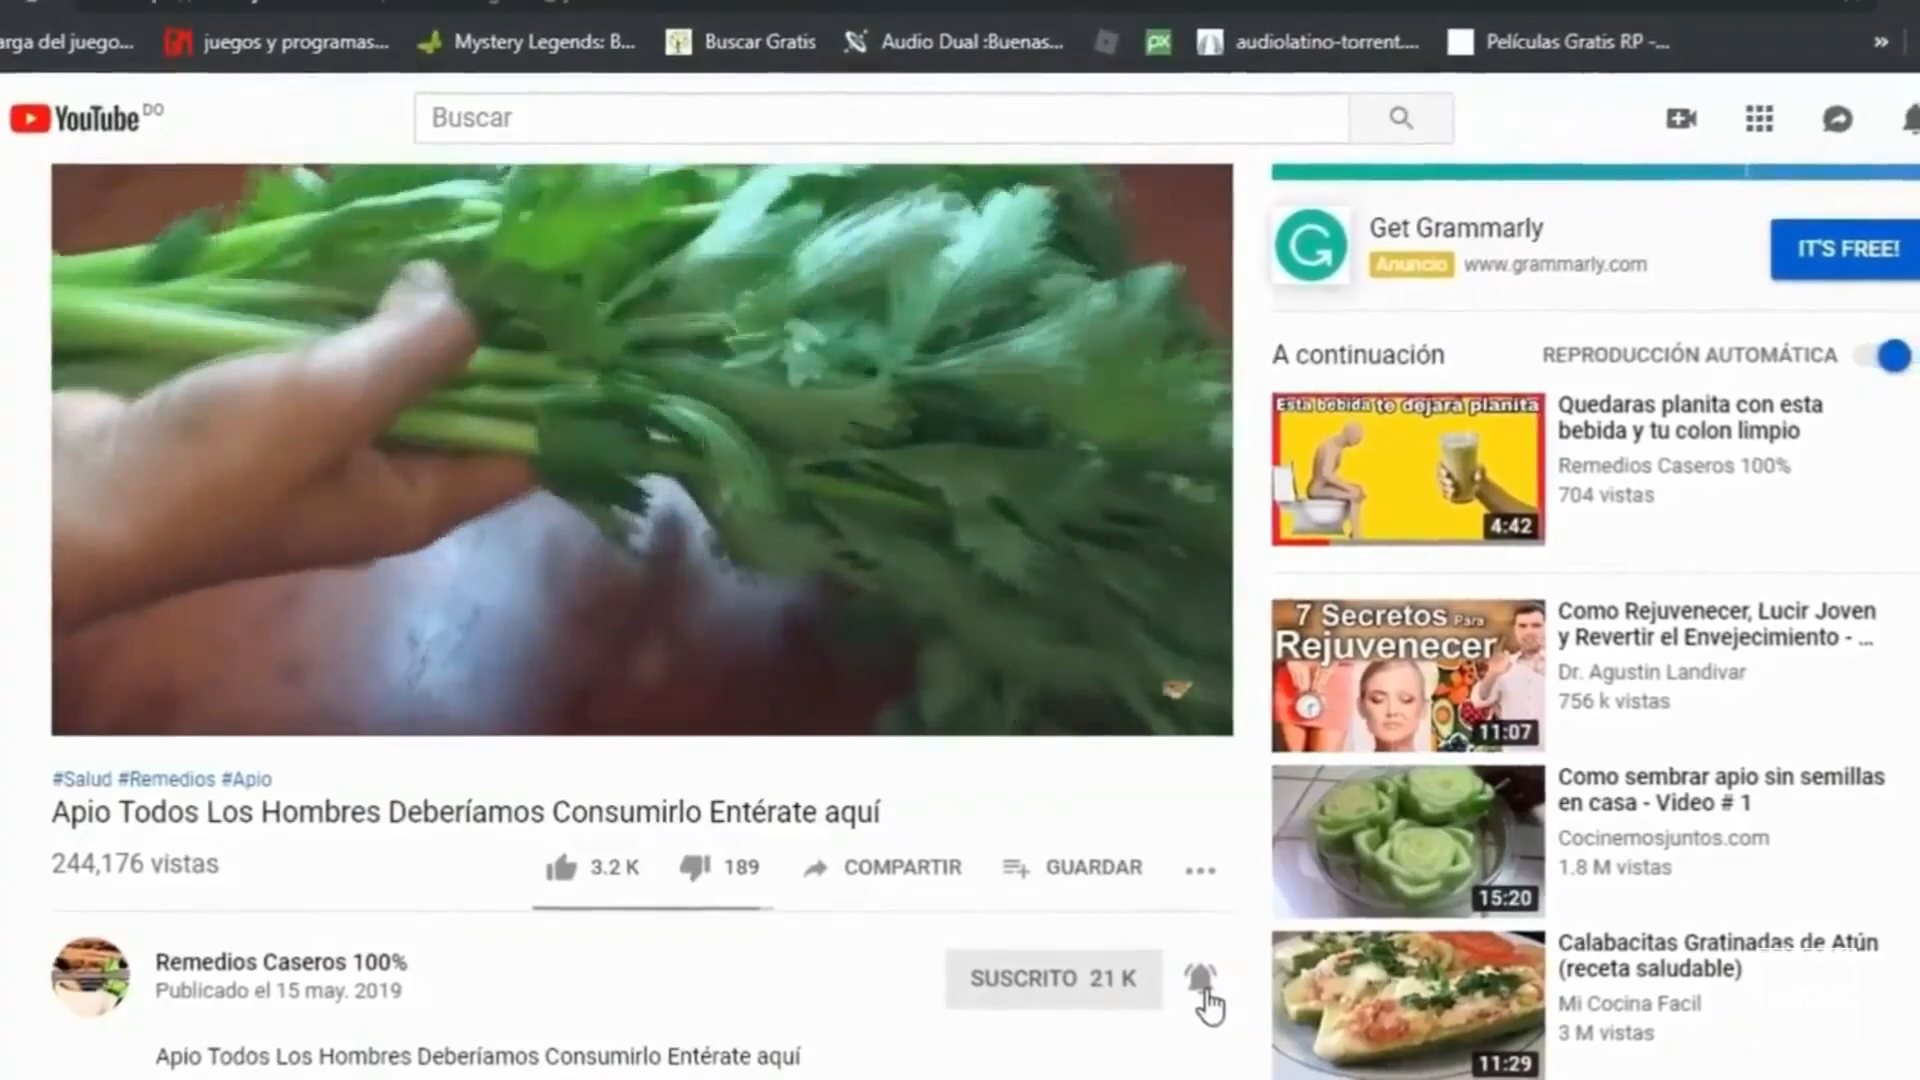 arga del juego...
juegos y programas...
Mystery Legends: B...
Buscar Gratis
Audio Dual :Buenas...
px
audiolatino-torrent....
Películas Gratis RP -...
»
YouTube DO
Buscar
Get Grammarly
Anuncio www.grammarly.com
IT'S FREE!
A continuación
REPRODUCCIÓN AUTOMÁTICA
Esta bebida te dejara planita
4:42
Quedaras planita con esta
bebida y tu colon limpio
Remedios Caseros 100%
704 vistas
7 Secretos Para
Rejuvenecer
11:07
Como Rejuvenecer, Lucir Joven
y Revertir el Envejecimiento - ...
Dr. Agustin Landivar
756 k vistas
15:20
Como sembrar apio sin semillas
en casa - Video # 1
Cocinemosjuntos.com
1.8 M vistas
11:29
Calabacitas Gratinadas de Atún
(receta saludable)
Mi Cocina Facil
3 M vistas
#Salud #Remedios #Apio
Apio Todos Los Hombres Deberíamos Consumirlo Entérate aquí
244,176 vistas
3.2 K
189
COMPARTIR
GUARDAR
Remedios Caseros 100%
Publicado el 15 may. 2019
SUSCRITO 21 K
Apio Todos Los Hombres Deberíamos Consumirlo Entérate aquí